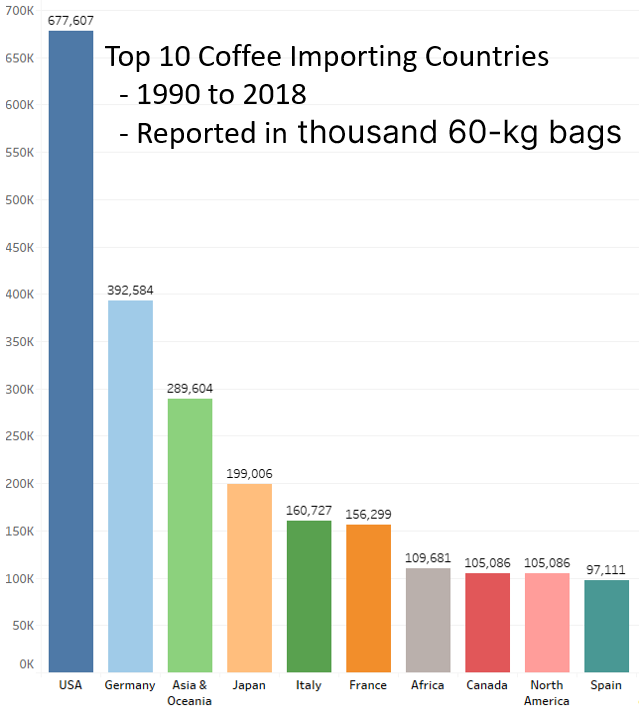 700K
677,607
Top 10 Coffee Importing Countries
- 1990 to 2018
- Reported in thousand 60-kg bags
650K
600K
550K
500K
450K
400K
392,584
350K
300K
289,604
250K
200K
199,006
160,727
156,299
150K
109,681
105,086
105,086
97,111
100K
50K
0K
USA
Germany
Asia &
Oceania
Japan
Italy
France
Africa
Canada
North
America
Spain